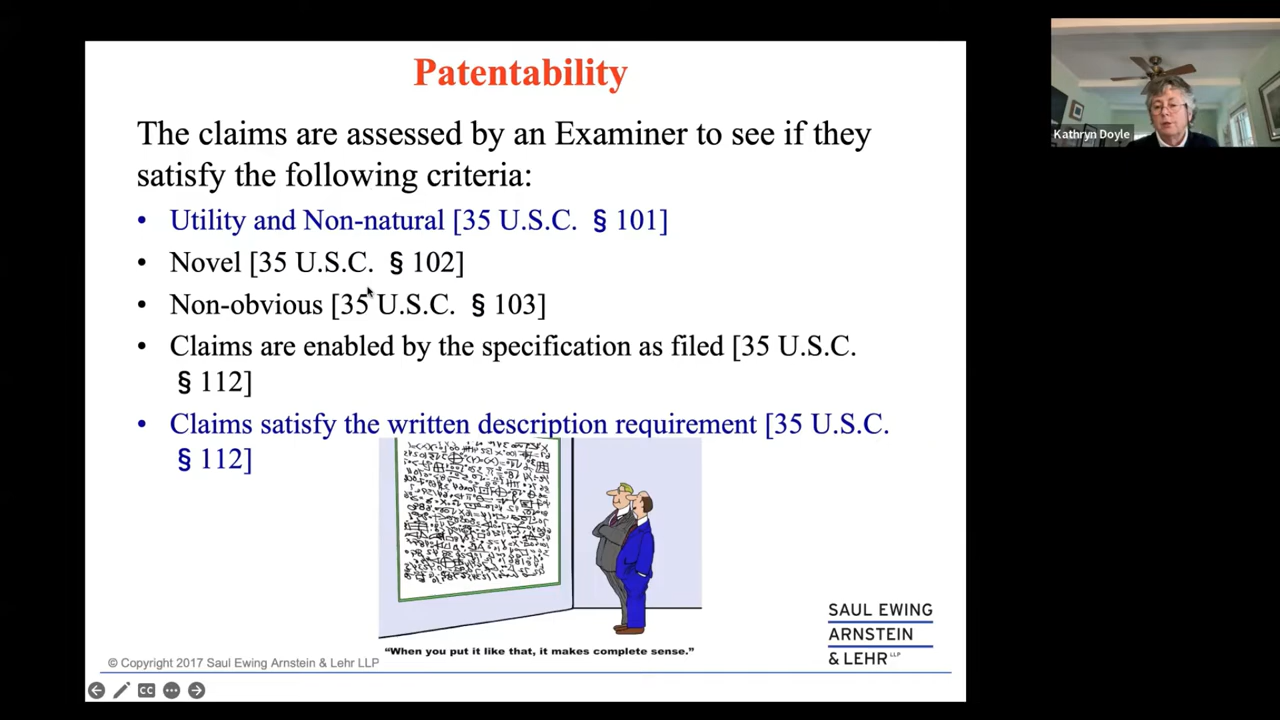 Patentability
Kathryn Doyle
The claims are assessed by an Examiner to see if they
satisfy the following criteria:
• Utility and Non-natural [35 U.S.C. § 101]
• Novel [35 U.S.C. § 102]
• Non-obvious [35 U.S.C. § 103]
• Claims are enabled by the specification as filed [35 U.S.C.
§ 112]
• Claims satisfy the written description requirement [35 U.S.C.
§ 112]
“When you put it like that, it makes complete sense.”
SAUL EWING
ARNSTEIN
& LEHR LLP
© Copyright 2017 Saul Ewing Arnstein & Lehr LLP
CC